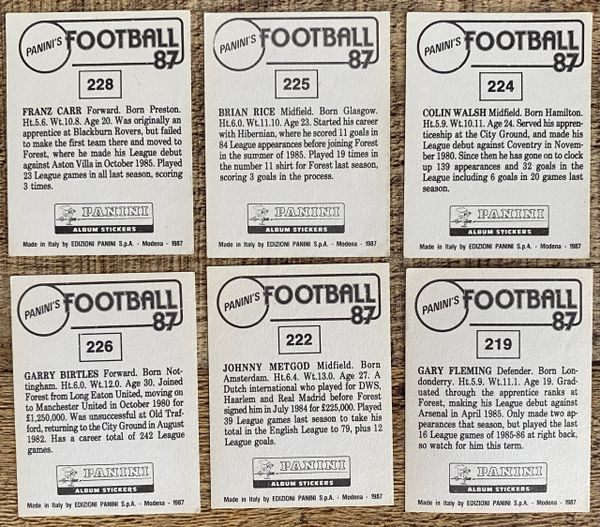 PANINI'S FOOTBALL 87
228
FRANZ CARR Forward. Born Preston.
Ht.5.6. Wt.10.8. Age 20. Was originally an
apprentice at Blackburn Rovers, but failed
to make the first team there and moved to
Forest, where he made his League debut
against Aston Villa in October 1985. Played
23 League games in all last season, scoring
3 times.
PANINI
ALBUM STICKERS
Made in Italy by EDIZIONI PANINI S.p.A. - Modena - 1987
PANINI'S FOOTBALL 87
225
BRIAN RICE Midfield. Born Glasgow.
Ht.6.0. Wt.11.10. Age 23. Started his career
with Hibernian, where he scored 11 goals in
84 League appearances before joining Forest
in the summer of 1985. Played 19 times in
the number 11 shirt for Forest last season,
scoring 3 goals in the process.
PANINI
ALBUM STICKERS
Made in Italy by EDIZIONI PANINI S.p.A. - Modena - 1987
PANINI'S FOOTBALL 87
224
COLIN WALSH Midfield. Born Hamilton.
Ht.5.9. Wt.10.11. Age 24. Served his appren-
ticeship at the City Ground, and made his
League debut against Coventry in Novem-
ber 1980. Since then he has gone on to clock
up 139 appearances and 32 goals in the
League including 6 goals in 20 games last
season.
PANINI
ALBUM STICKERS
Made in Italy by EDIZIONI PANINI S.p.A. - Modena - 1987
PANINI'S FOOTBALL 87
226
GARRY BIRTLES Forward. Born Not-
tingham. Ht.6.0. Wt.12.0. Age 30. Joined
Forest from Long Eaton United, moving on
to Manchester United in October 1980 for
$1,250,000. Was unsuccessful at Old Traf-
ford, returning to the City Ground in August
1982. Has a career total of 242 League
games.
PANINI
ALBUM STICKERS
Made in Italy by EDIZIONI PANINI S.p.A. - Modena - 1987
PANINI'S FOOTBALL 87
222
JOHNNY METGOD Midfield. Born
Amsterdam. Ht.6.4. Wt.13.0. Age 27. A
Dutch international who played for DWS,
Haarlem and Real Madrid before Forest
signed him in July 1984 for $225,000. Played
39 League games last season to take his
total in the English League to 79, plus 12
League goals.
PANINI
ALBUM STICKERS
Made in Italy by EDIZIONI PANINI S.p.A. - Modena - 1987
PANINI'S FOOTBALL 87
219
GARY FLEMING Defender. Born Lon-
donderry. Ht.5.9. Wt.11.1. Age 19. Grad-
uated through the apprentice ranks at
Forest, making his League debut against
Arsenal in April 1985. Only made two ap-
pearances that season, but played the last
16 League games of 1985-86 at right back,
so watch for him this term.
PANINI
ALBUM STICKERS
Made in Italy by EDIZIONI PANINI S.p.A. - Modena - 1987